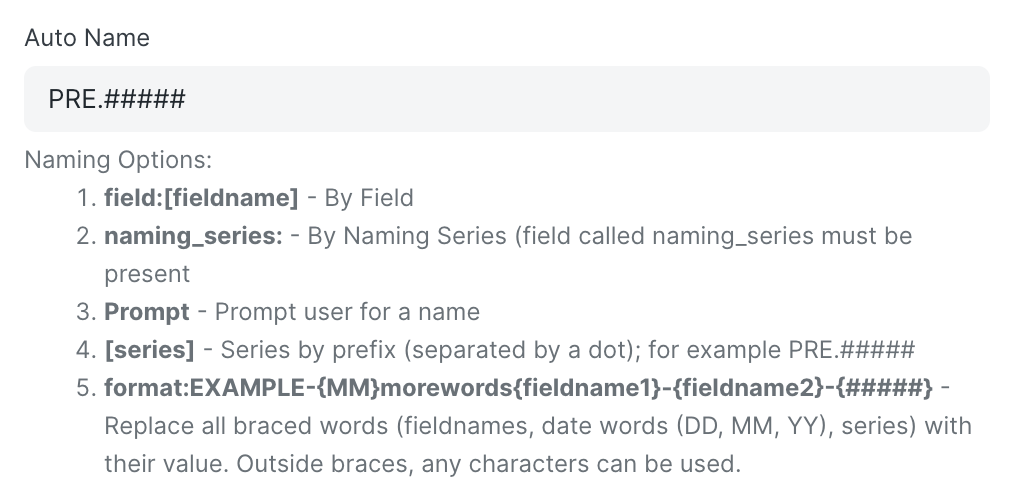 Auto Name
PRE.#####
Naming Options:
1. field:[fieldname] - By Field
2. naming_series: - By Naming Series (field called naming_series must be
present
3. Prompt - Prompt user for a name
4. [series] - Series by prefix (separated by a dot); for example PRE.#####
5. format:EXAMPLE-{MM}morewords{fieldname1}-{fieldname2}-{#####} -
Replace all braced words (fieldnames, date words (DD, MM, YY), series) with
their value. Outside braces, any characters can be used.